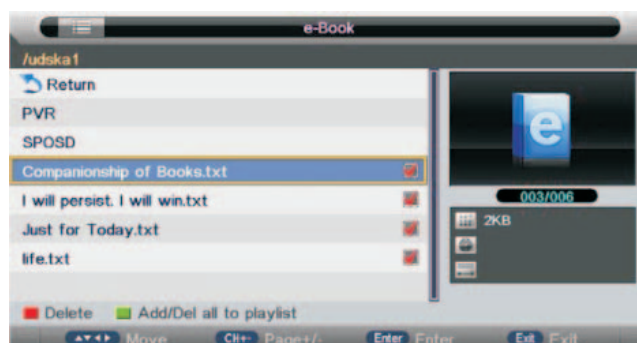 e-Book
/udska1
Return
PVR
SPOSD
Companionship of Books.txt
I will persist. I will win.txt
Just for Today.txt
life.txt
e
003/006
2KB
Delete Add/Del all to playlist
Move CH+- Page+/- Enter Enter Exit Exit